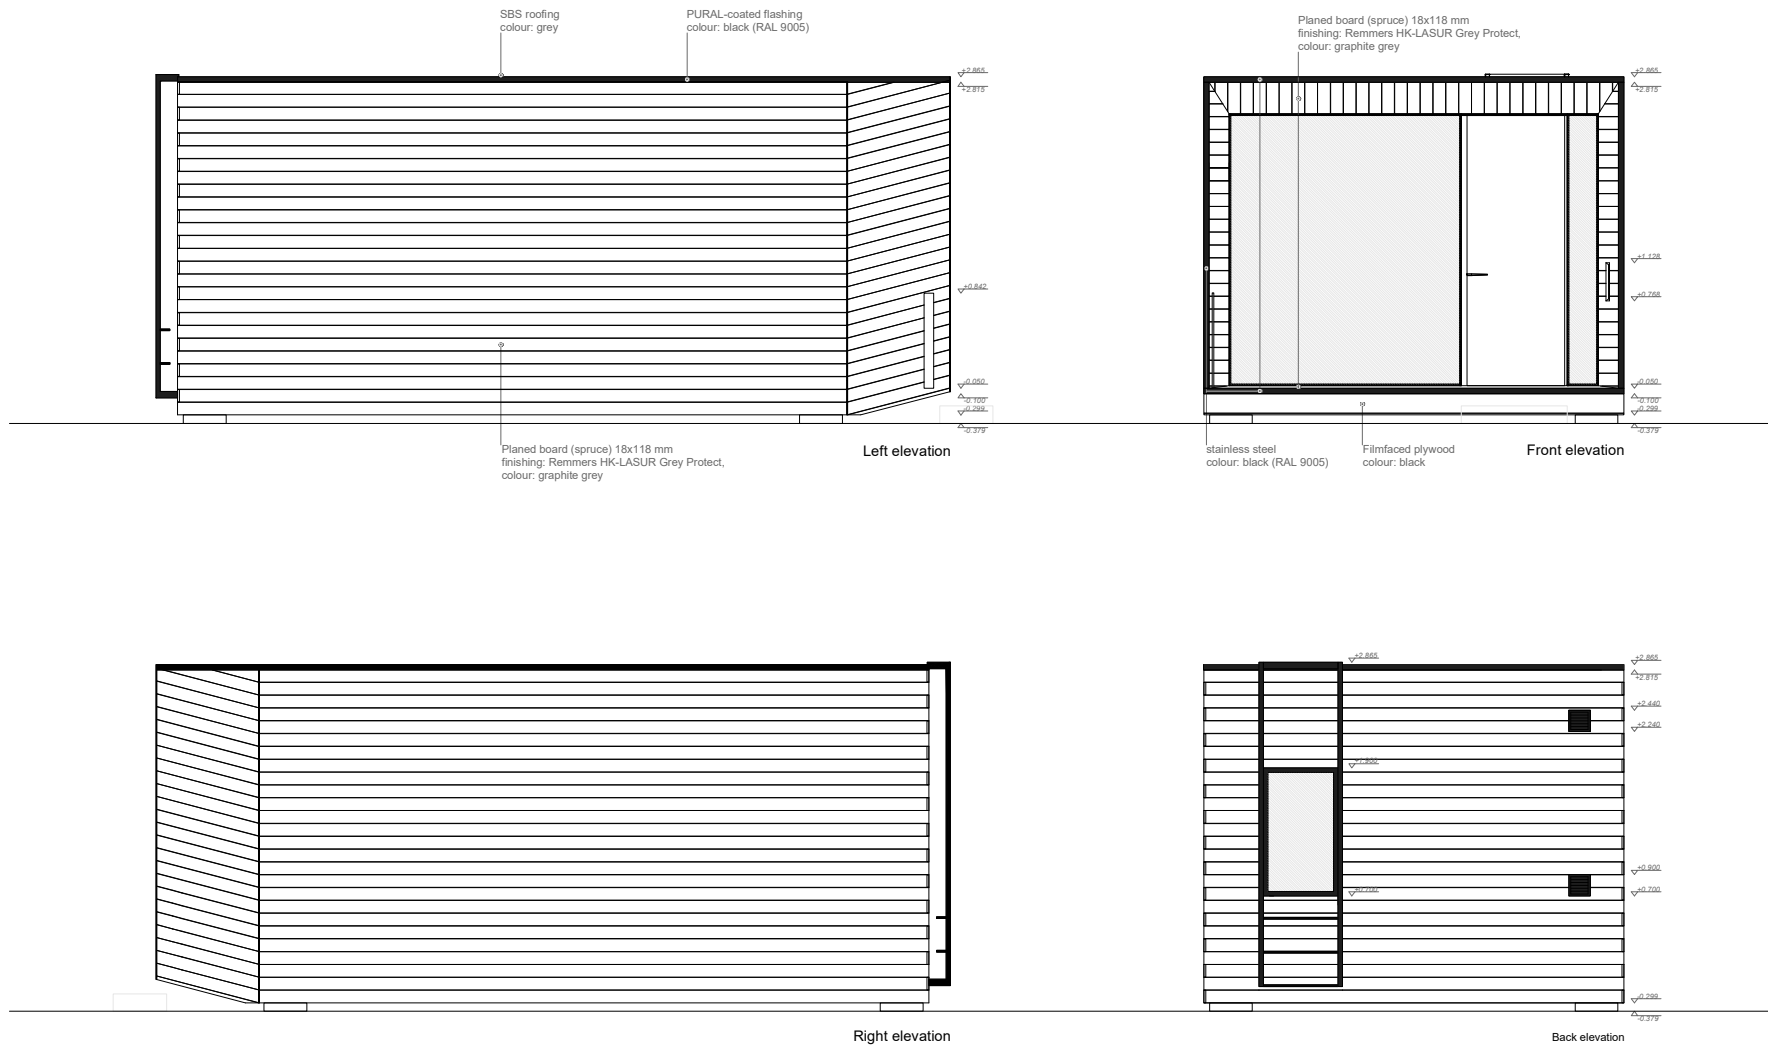 SBS roofing
colour: grey
PURAL-coated flashing
colour: black (RAL 9005)
+2.865
+2.815
+0.842
-0.050
-0.100
-0.299
-0.379
Planed board (spruce) 18x118 mm
finishing: Remmers HK-LASUR Grey Protect,
colour: graphite grey
Left elevation
Planed board (spruce) 18x118 mm
finishing: Remmers HK-LASUR Grey Protect,
colour: graphite grey
+2.865
+2.815
+1.128
+0.768
-0.050
-0.100
-0.299
-0.379
stainless steel
colour: black (RAL 9005)
Filmfaced plywood
colour: black
Front elevation
Right elevation
+2.865
+1.900
+0.700
+2.865
+2.815
+2.440
+2.240
+0.900
+0.700
-0.299
-0.379
Back elevation